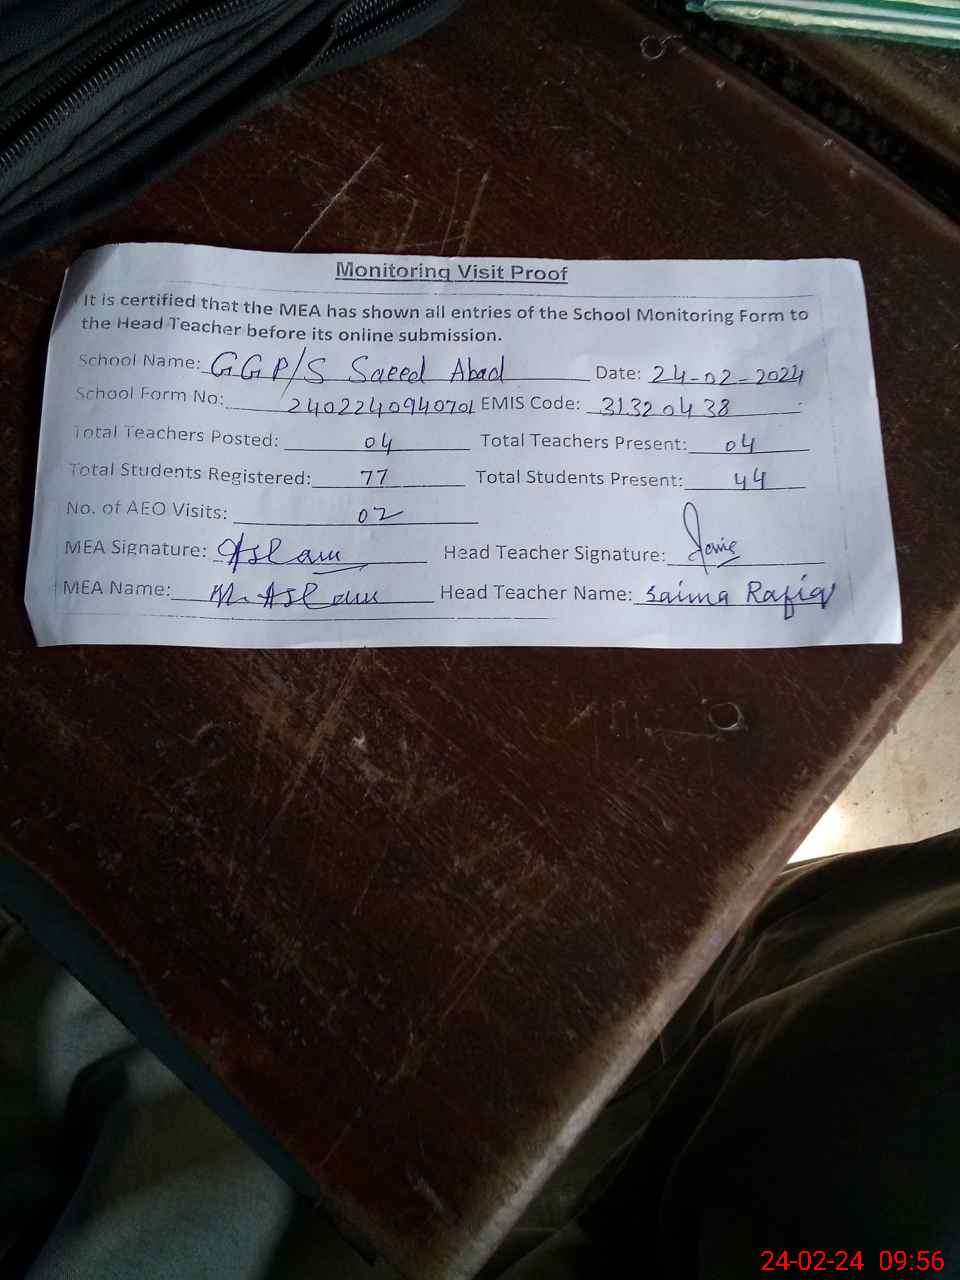 Monitoring Visit Proof
It is certified that the MEA has shown all entries of the School Monitoring Form to
the Head Teacher before its online submission.
School Name: GGP/S Saeed Abad Date: 24-02-2024
School Form No: 2402240940701 EMIS Code: 31320438
Total Teachers Posted: 04 Total Teachers Present: 04
Total Students Registered: 77 Total Students Present: 44
No. of AEO Visits: 02
MEA Signature: Aslam Head Teacher Signature:
MEA Name: M. Aslam Head Teacher Name: Saima Rafiq
24-02-24 09:56